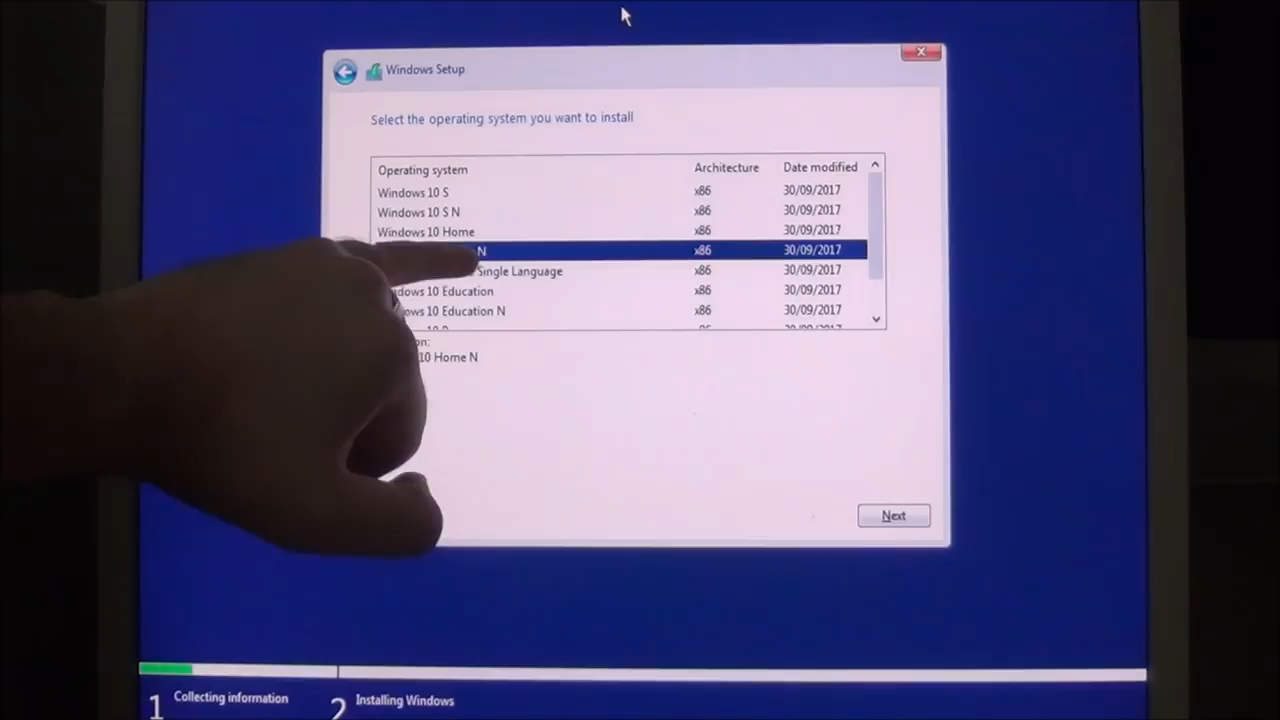 Windows Setup
Select the operating system you want to install
Operating system Architecture Date modified
Windows 10 S x86 30/09/2017
Windows 10 S N x86 30/09/2017
Windows 10 Home x86 30/09/2017
N x86 30/09/2017
Single Language x86 30/09/2017
dows 10 Education x86 30/09/2017
ows 10 Education N x86 30/09/2017
on:
10 Home N
Next
1 Collecting information 2 Installing Windows